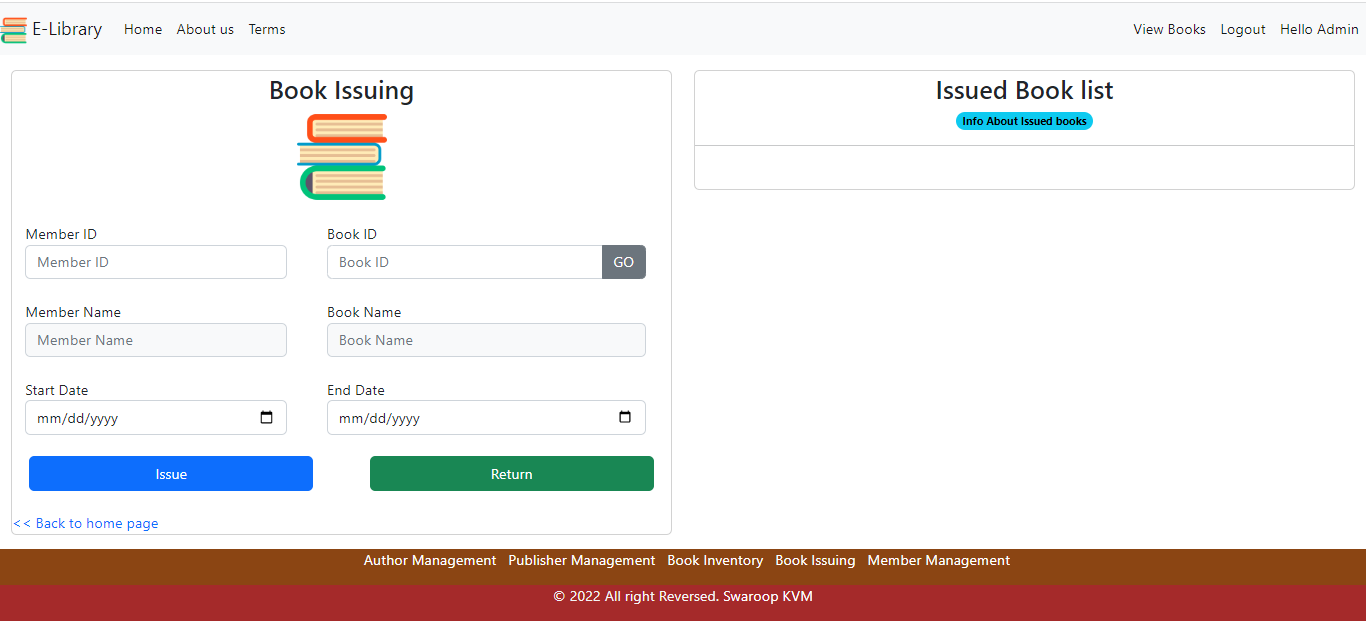 E-Library Home About us Terms View Books Logout Hello Admin
Book Issuing
Member ID Book ID
Member ID Book ID GO
Member Name Book Name
Member Name Book Name
Start Date End Date
mm/dd/yyyy mm/dd/yyyy
Issue Return
<< Back to home page
Issued Book list
Info About Issued books
Author Management Publisher Management Book Inventory Book Issuing Member Management
© 2022 All right Reversed. Swaroop KVM